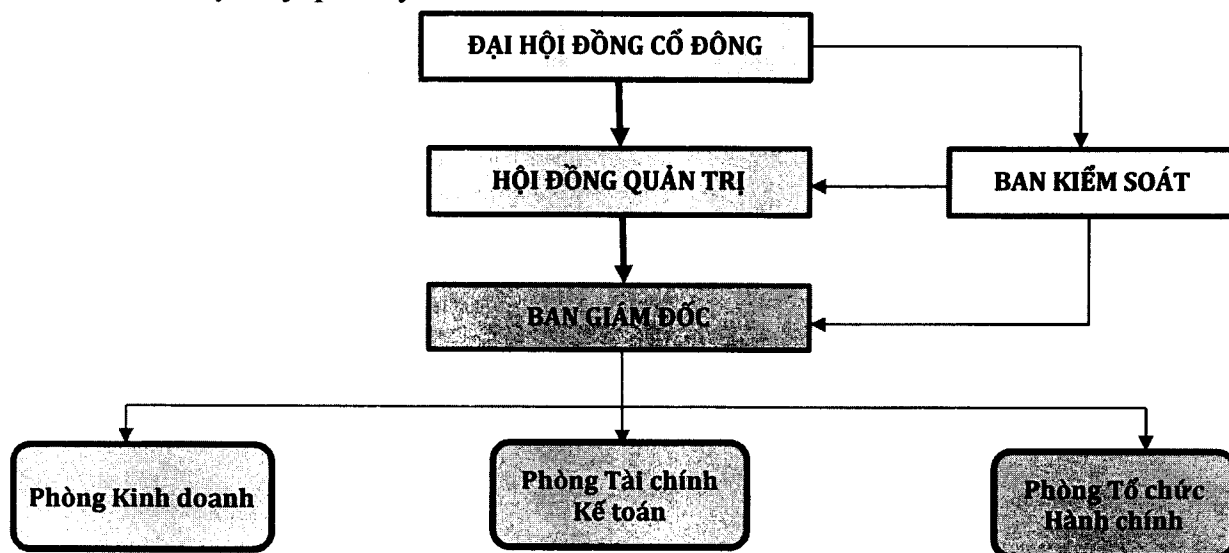 ĐẠI HỘI ĐỒNG CỔ ĐÔNG
HỘI ĐỒNG QUẢN TRỊ
BAN KIỂM SOÁT
BAN GIÁM ĐỐC
Phòng Kinh doanh
Phòng Tài chính
Kế toán
Phòng Tổ chức
Hành chính